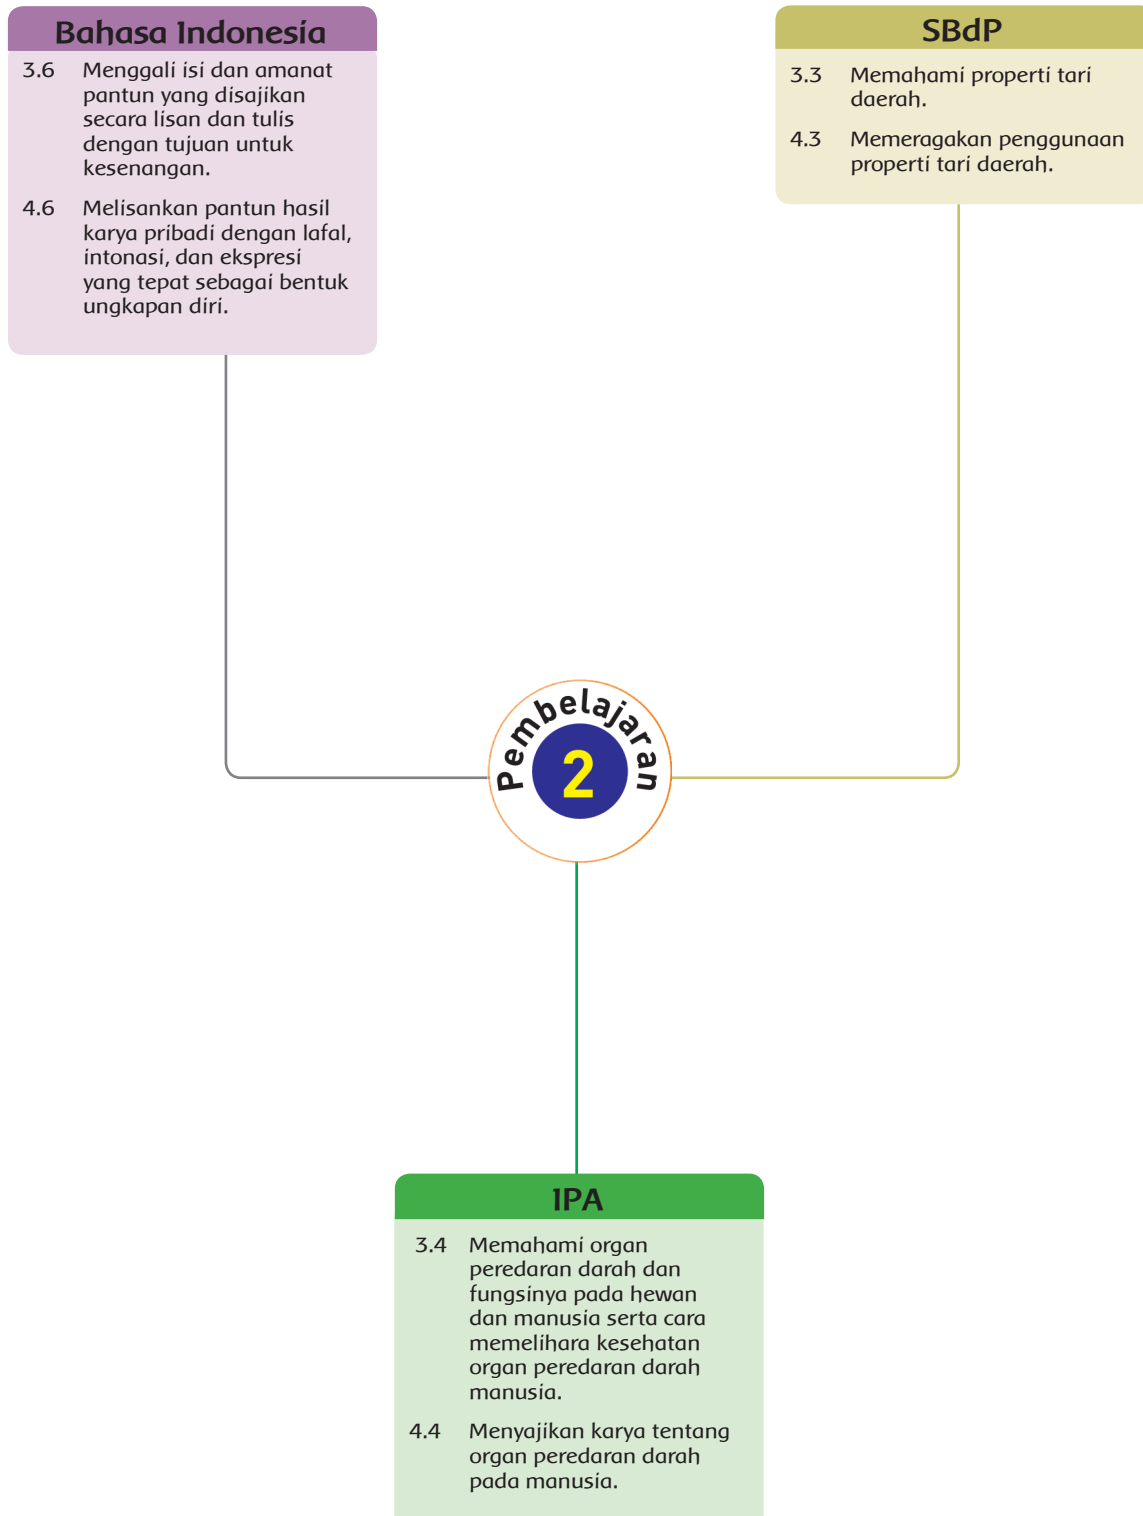 Bahasa Indonesia
3.6 Menggali isi dan amanat
pantun yang disajikan
secara lisan dan tulis
dengan tujuan untuk
kesenangan.
4.6 Melisankan pantun hasil
karya pribadi dengan lafal,
intonasi, dan ekspresi
yang tepat sebagai bentuk
ungkapan diri.
SBdP
3.3 Memahami properti tari
daerah.
4.3 Memeragakan penggunaan
properti tari daerah.
Pembelajaran
2
IPA
3.4 Memahami organ
peredaran darah dan
fungsinya pada hewan
dan manusia serta cara
memelihara kesehatan
organ peredaran darah
manusia.
4.4 Menyajikan karya tentang
organ peredaran darah
pada manusia.